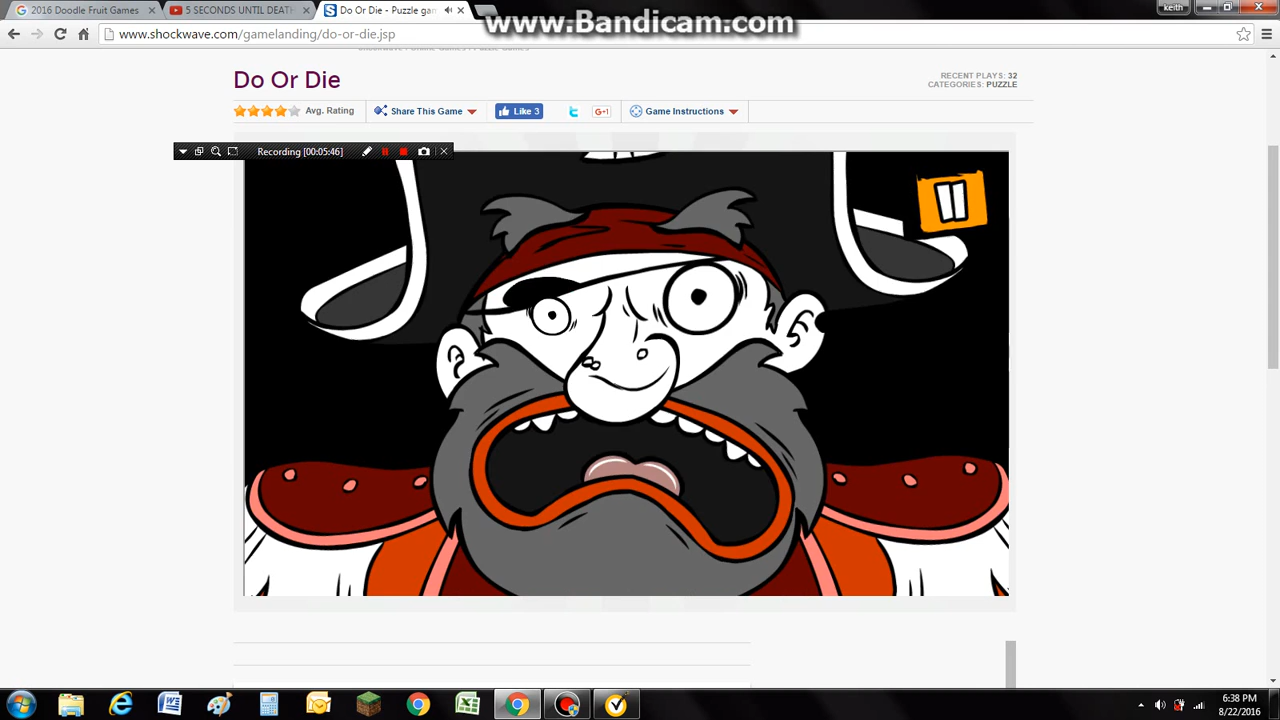 2016 Doodle Fruit Games
5 SECONDS UNTIL DEATH
Do Or Die - Puzzle gam
keith
www.Bandicam.com
www.shockwave.com/gamelanding/do-or-die.jsp
Do Or Die
RECENT PLAYS: 32
CATEGORIES: PUZZLE
Avg. Rating
Share This Game
Like 3
G+1
Game Instructions
Recording [00:05:46]
6:38 PM
8/22/2016